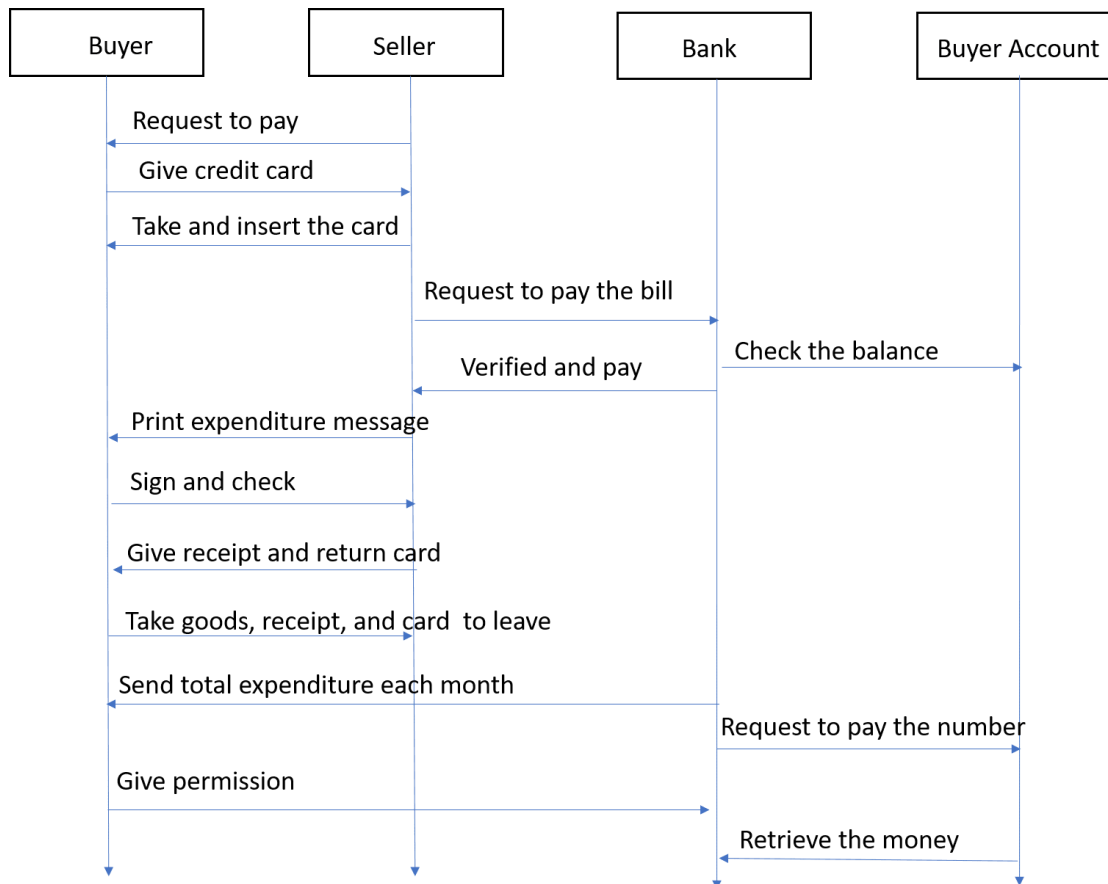 Buyer
Seller
Bank
Buyer Account
Request to pay
Give credit card
Take and insert the card
Request to pay the bill
Check the balance
Verified and pay
Print expenditure message
Sign and check
Give receipt and return card
Take goods, receipt, and card  to leave
Send total expenditure each month
Request to pay the number
Give permission
Retrieve the money